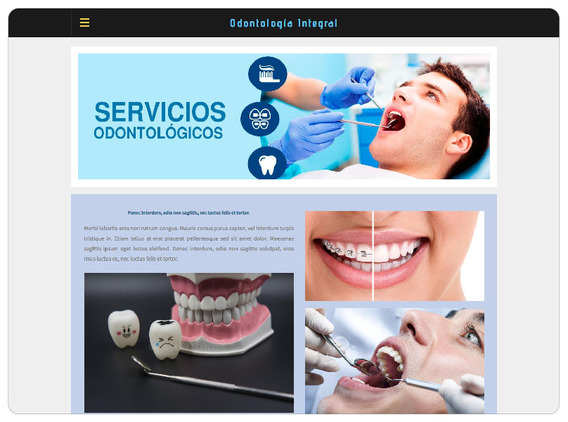 Odontología Integral
SERVICIOS
ODONTOLÓGICOS
Donec interdum, odio non sagittis, nec luctus felis et tortor.
Morbi lobortis eros non rutrum congue. Mauris cursus purus sapien, vel interdum turpis
tristique in. Etiam tellus at erat placerat pellentesque sed sit amet dolor. Maecenas
sagittis ipsum eget lectus eleifend. Donec interdum, odio non sagittis volutpat, eros
risus luctus ex, nec luctus felis et tortor.